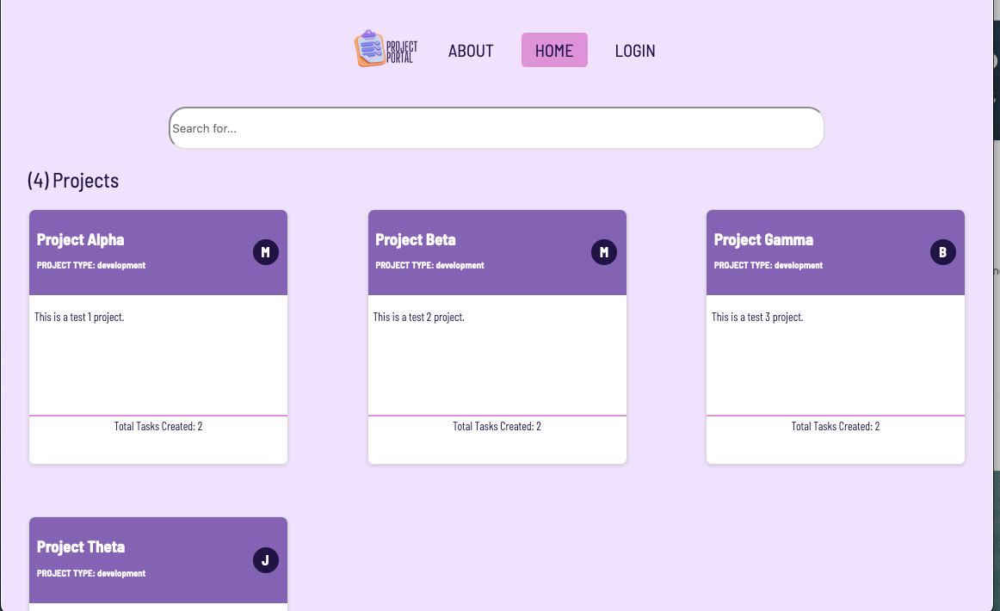 PROJECT
PORTAL
ABOUT
HOME
LOGIN
Search for...
(4) Projects
Project Alpha
PROJECT TYPE: development
M
This is a test 1 project.
Total Tasks Created: 2
Project Beta
PROJECT TYPE: development
M
This is a test 2 project.
Total Tasks Created: 2
Project Gamma
PROJECT TYPE: development
B
This is a test 3 project.
Total Tasks Created: 2
Project Theta
PROJECT TYPE: development
J